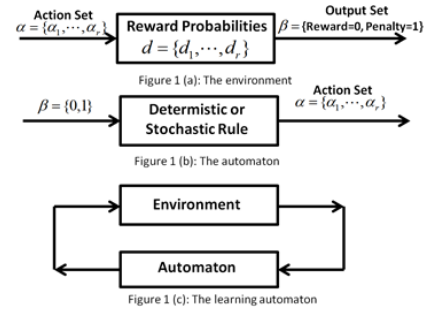 Action Set
α = {α₁,⋯,αᵣ}
Reward Probabilities
d = {d₁,⋯,dᵣ}
Output Set
β = {Reward=0, Penalty=1}
Figure 1 (a): The environment
β = {0,1}
Determistic or
Stochastic Rule
Action Set
α = {α₁,⋯,αᵣ}
Figure 1 (b): The automaton
Environment
Automaton
Figure 1 (c): The learning automaton